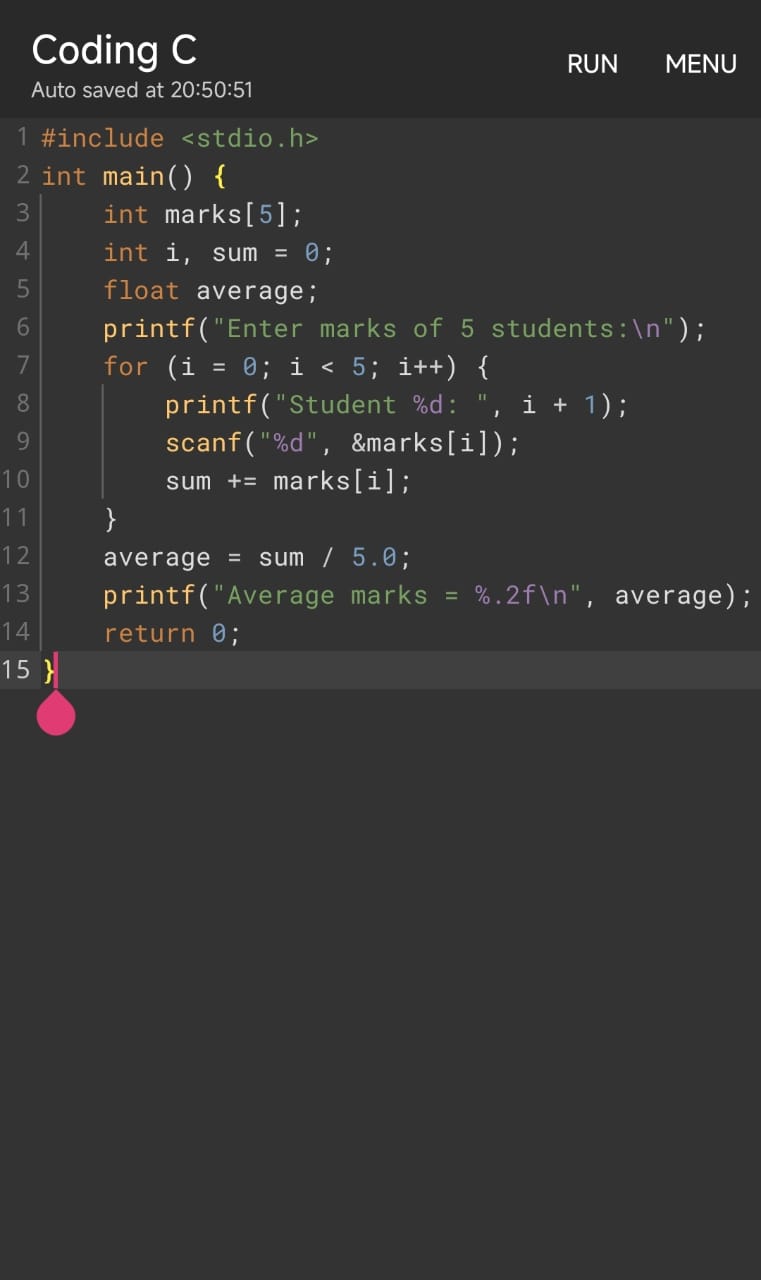 Coding C
Auto saved at 20:50:51
RUN MENU
1 #include <stdio.h>
2 int main() {
3     int marks[5];
4     int i, sum = 0;
5     float average;
6     printf("Enter marks of 5 students:\n");
7     for (i = 0; i < 5; i++) {
8         printf("Student %d: ", i + 1);
9         scanf("%d", &marks[i]);
10         sum += marks[i];
11     }
12     average = sum / 5.0;
13     printf("Average marks = %.2f\n", average);
14     return 0;
15 }